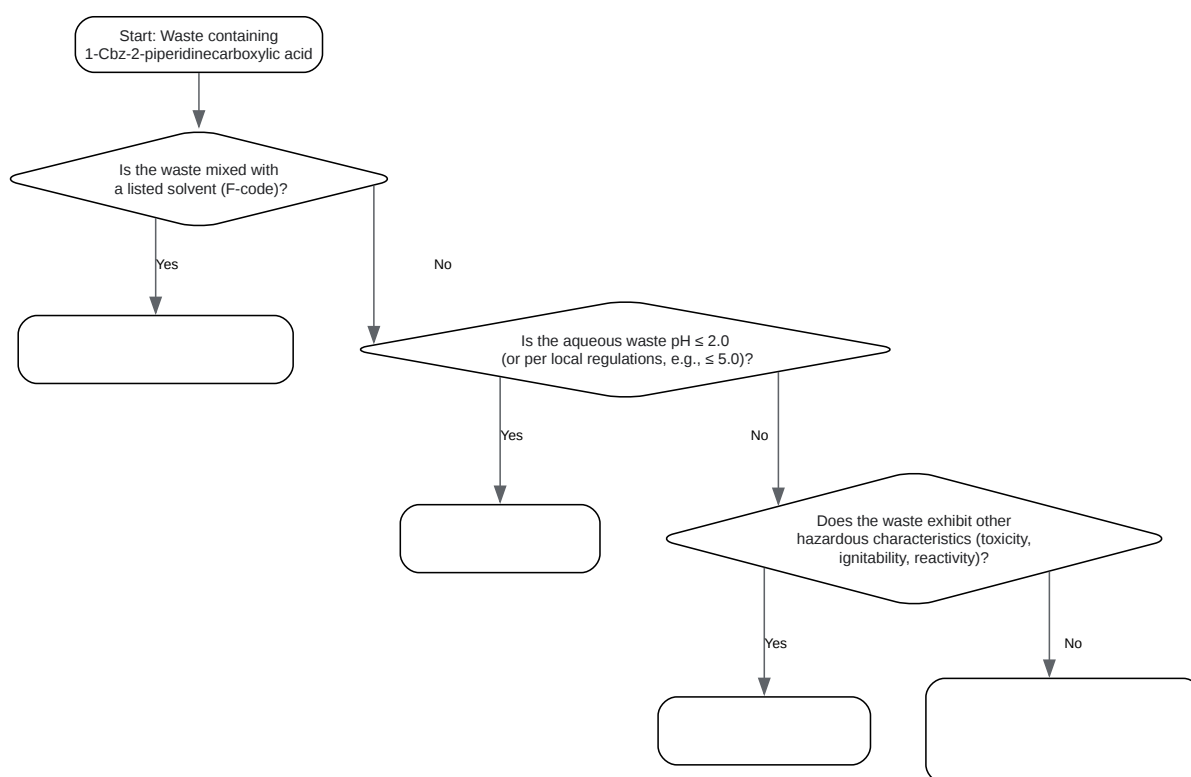 Start: Waste containing
1-Cbz-2-piperidinecarboxylic acid
Is the waste mixed with
a listed solvent (F-code)?
Yes
No
Is the aqueous waste pH ≤ 2.0
(or per local regulations, e.g., ≤ 5.0)?
Yes
No
Does the waste exhibit other
hazardous characteristics (toxicity,
ignitability, reactivity)?
Yes
No